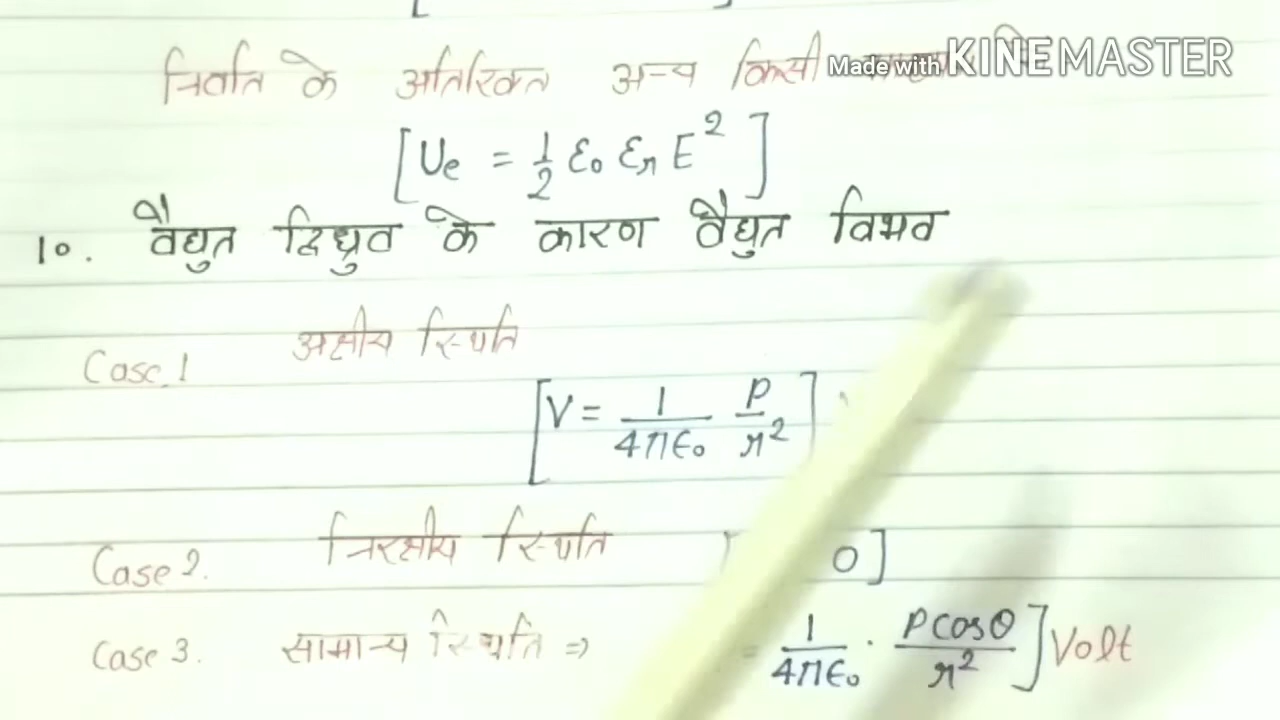 Made with KINEMASTER
निर्वात के अतिरिक्त अन्य किसी
[Ue = 1/2 ε₀ εr E²]
10. वैद्युत द्विध्रुव के कारण वैद्युत विभव
Case.1 अक्षीय स्थिति
[V = 1/4πε₀ P/r²]
Case 2. निरक्षीय स्थिति [ 0]
Case 3. सामान्य स्थिति ⇒ = 1/4πε₀ · Pcosθ/r²] Volt